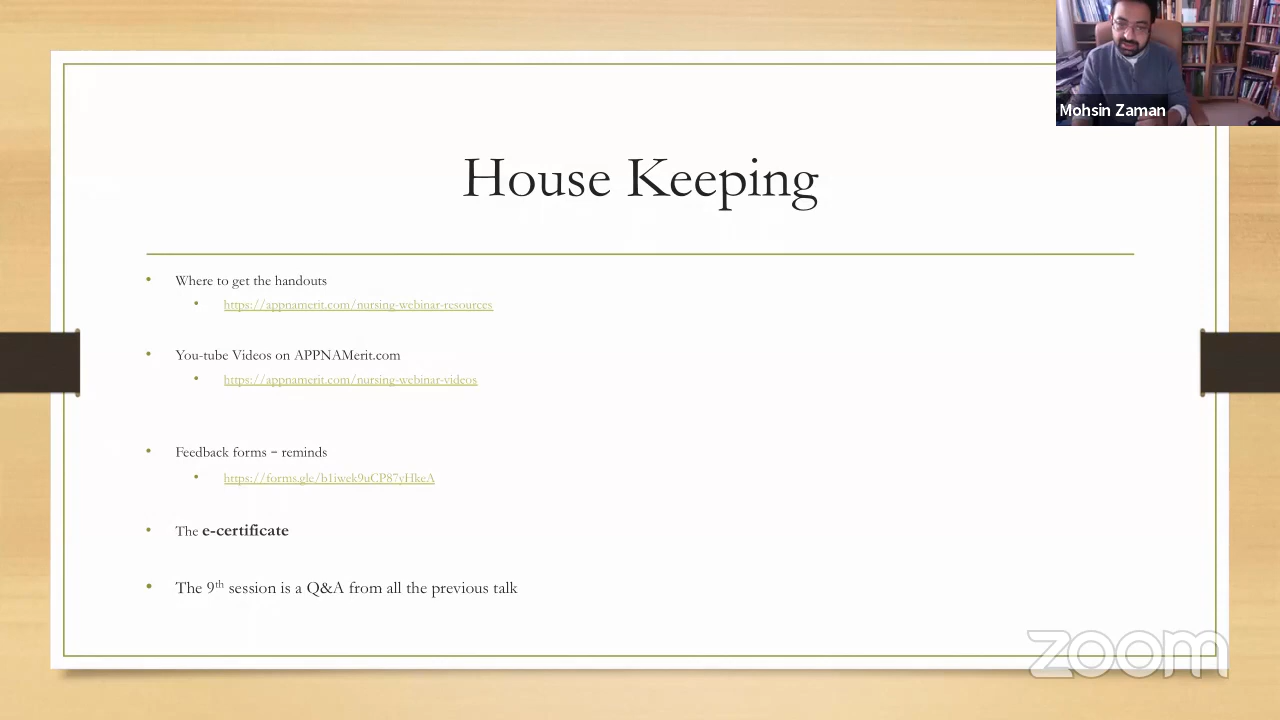 Mohsin Zaman
House Keeping
• Where to get the handouts
• https://appnamerit.com/nursing-webinar-resources
• You-tube Videos on APPNAMerit.com
• https://appnamerit.com/nursing-webinar-videos
• Feedback forms – reminds
• https://forms.gle/b1iwek9uCP87yHkeA
• The e-certificate
• The 9th session is a Q&A from all the previous talk
zoom